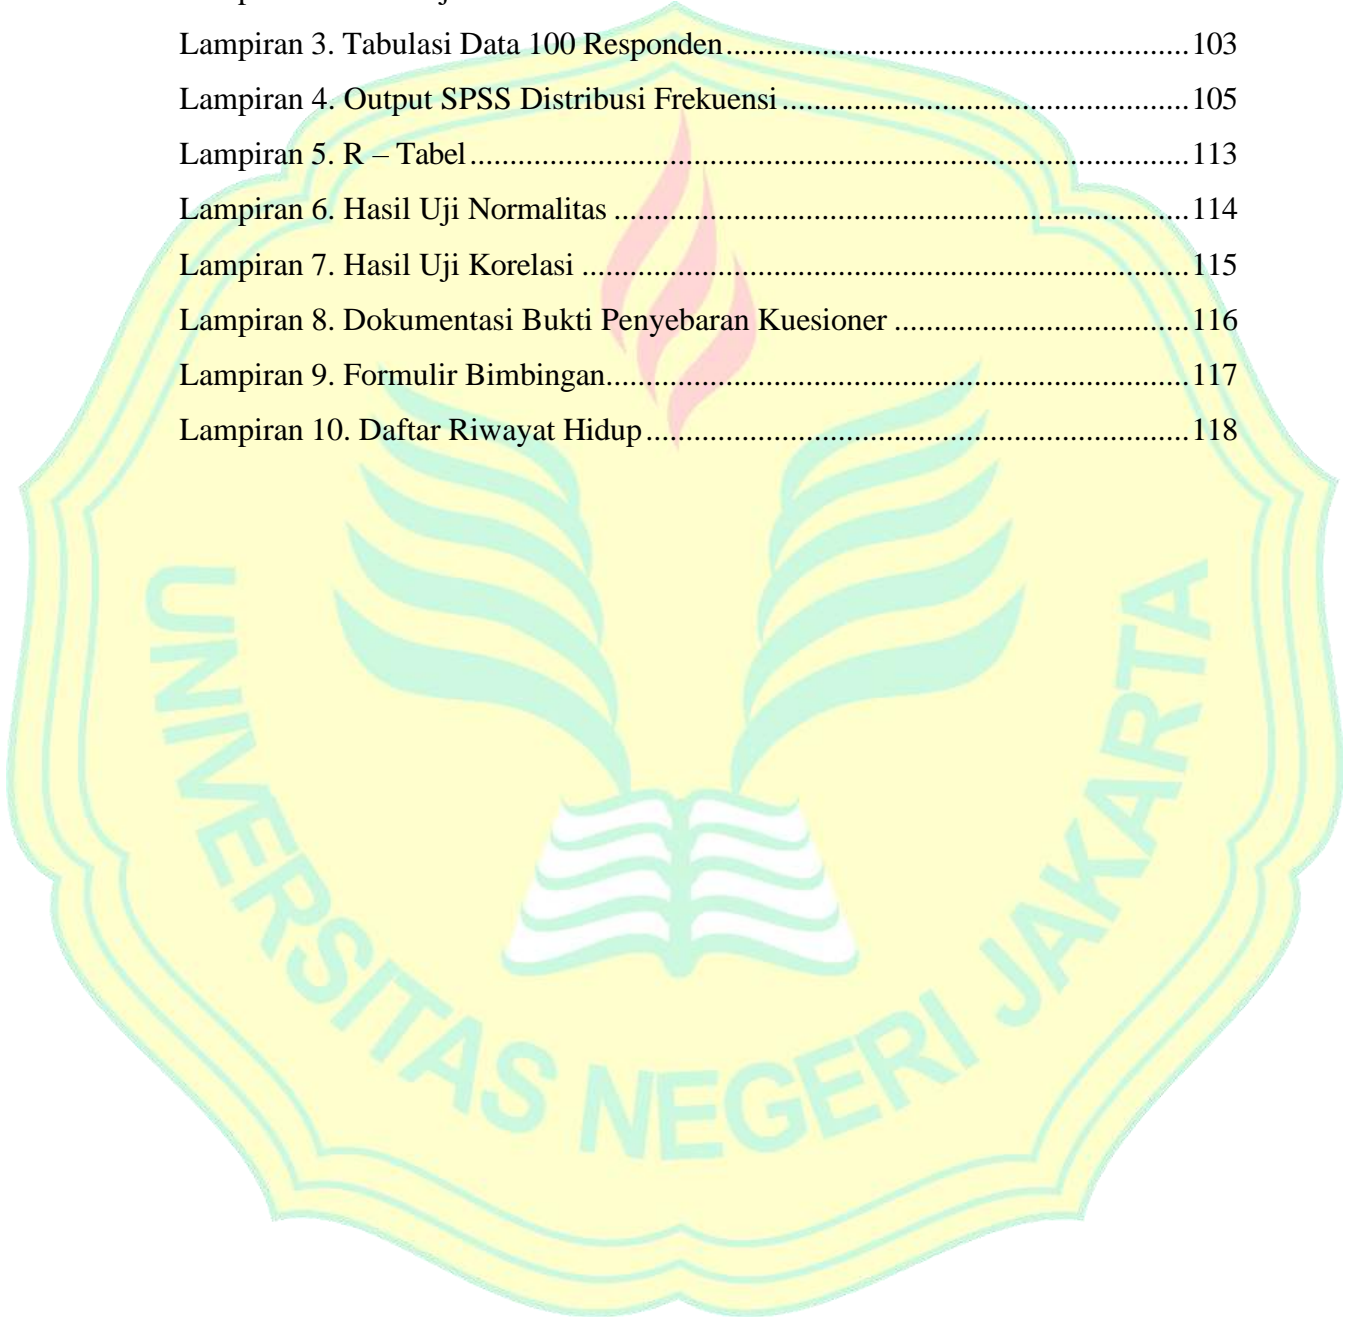 Lampiran 3. Tabulasi Data 100 Responden..........................................................103
Lampiran 4. Output SPSS Distribusi Frekuensi...................................................105
Lampiran 5. R – Tabel..........................................................................................113
Lampiran 6. Hasil Uji Normalitas ........................................................................114
Lampiran 7. Hasil Uji Korelasi ............................................................................115
Lampiran 8. Dokumentasi Bukti Penyebaran Kuesioner .....................................116
Lampiran 9. Formulir Bimbingan.........................................................................117
Lampiran 10. Daftar Riwayat Hidup....................................................................118
UNIVERSITAS NEGERI JAKARTA